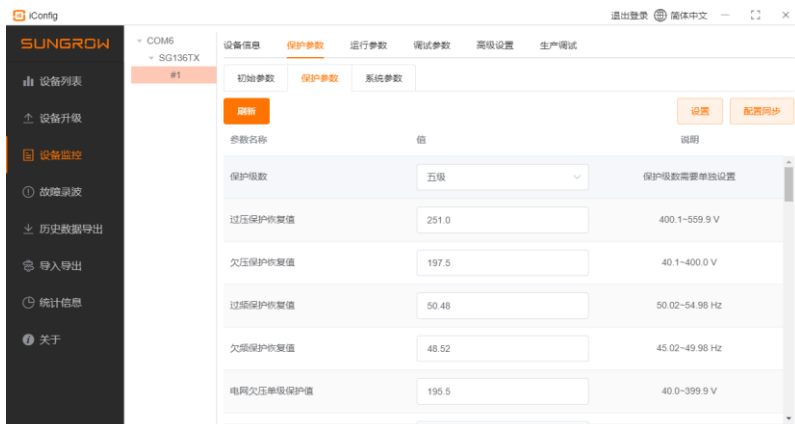 iConfig
退出登录 简体中文
SUNGROW
设备列表
设备升级
设备监控
故障录波
历史数据导出
导入导出
统计信息
关于
COM6
SG136TX
#1
设备信息 保护参数 运行参数 调试参数 高级设置 生产调试
初始参数 保护参数 系统参数
刷新 设置 配置同步
参数名称 值 说明
保护级数 五级 保护级数需要单独设置
过压保护恢复值 251.0 400.1~559.9 V
欠压保护恢复值 197.5 40.1~400.0 V
过频保护恢复值 50.48 50.02~54.98 Hz
欠频保护恢复值 48.52 45.02~49.98 Hz
电网欠压单级保护值 195.5 40.0~399.9 V